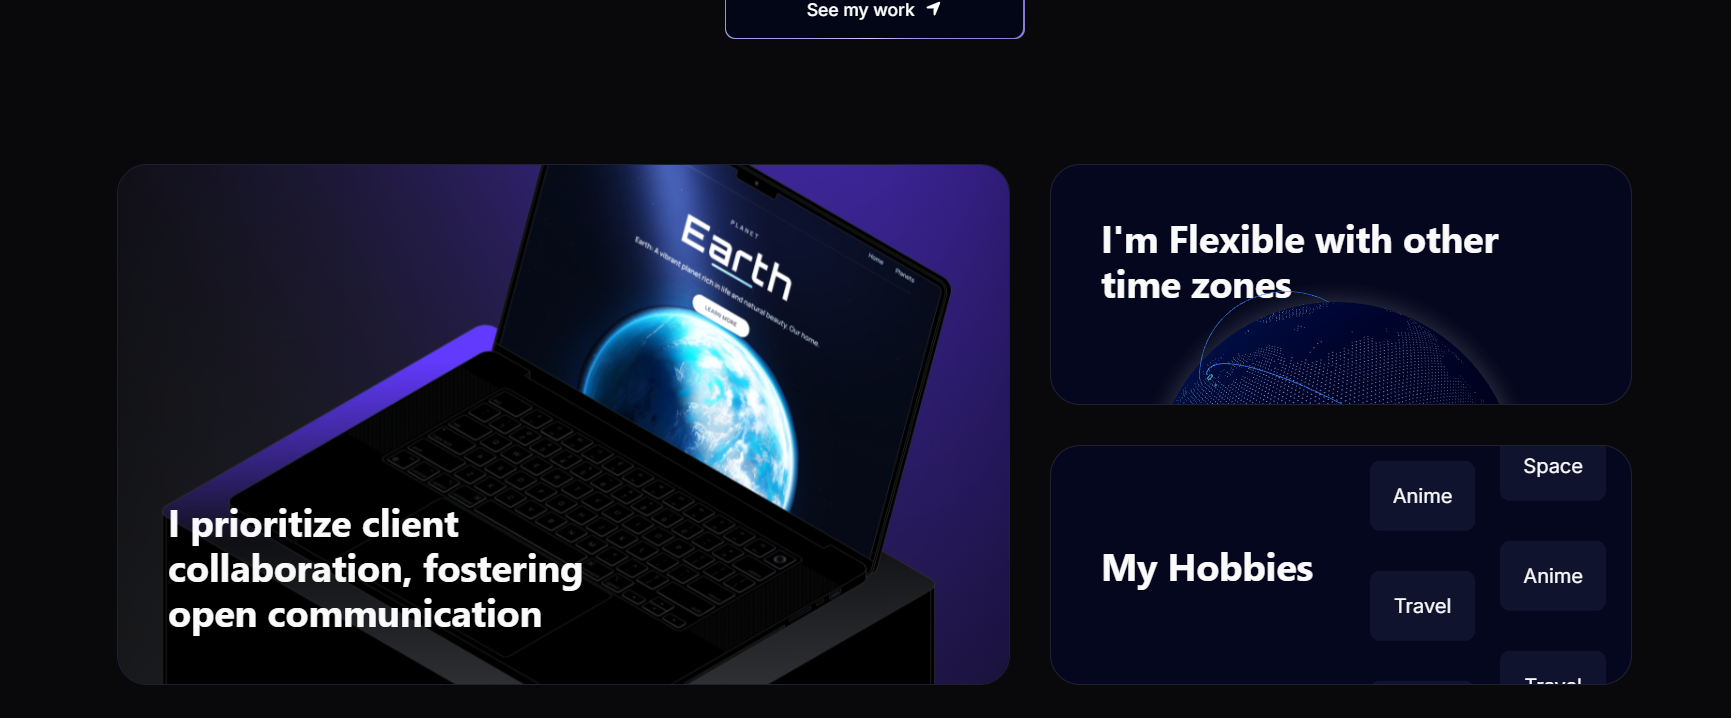 See my work
PLANET
Earth
Home
Planets
Earth: A vibrant planet rich in life and natural beauty. Our home.
LEARN MORE
I prioritize client
collaboration, fostering
open communication
I'm Flexible with other
time zones
My Hobbies
Anime
Travel
Space
Anime
Travel